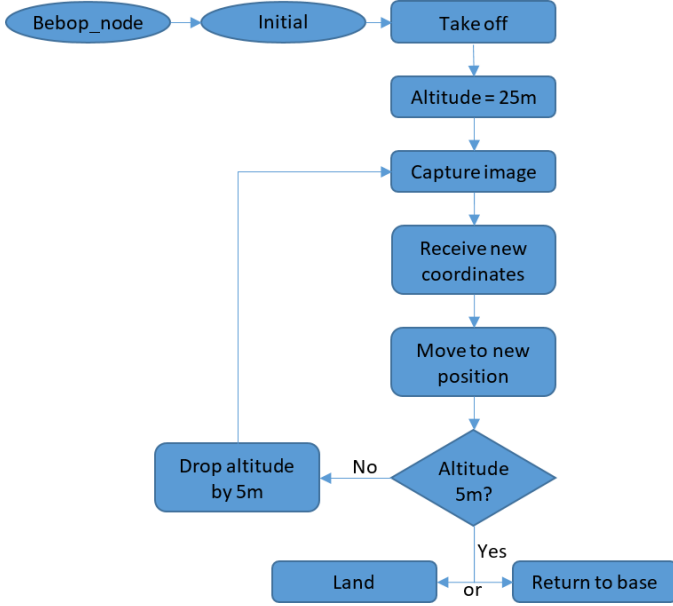 Bebop_node
Initial
Take off
Altitude = 25m
Capture image
Receive new
coordinates
Move to new
position
Altitude
5m?
No
Drop altitude
by 5m
Yes
Land
or
Return to base